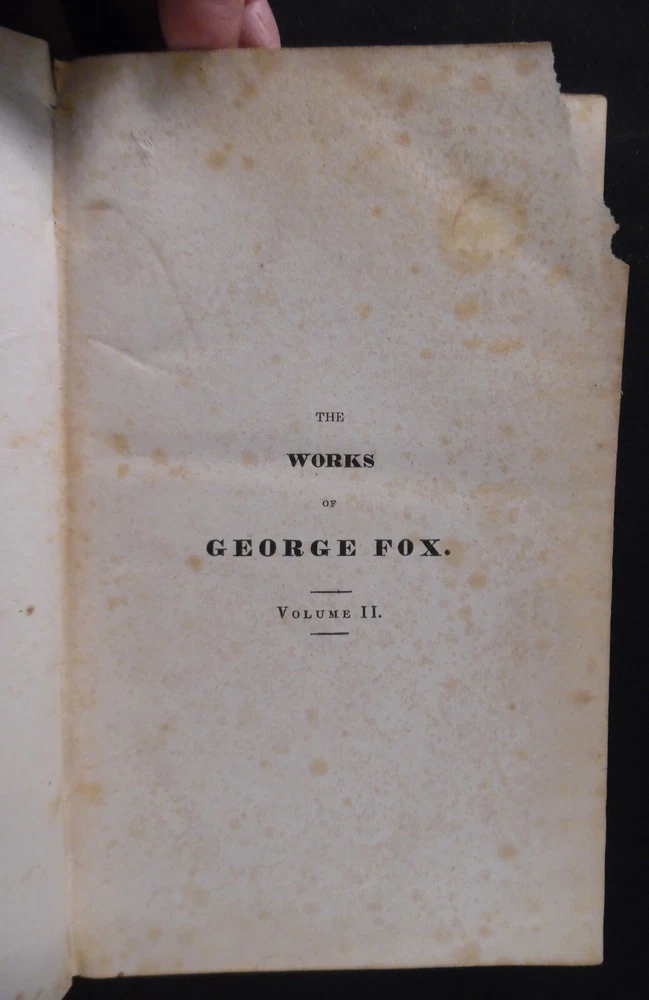 THE
WORKS
OF
GEORGE FOX.
VOLUME II.